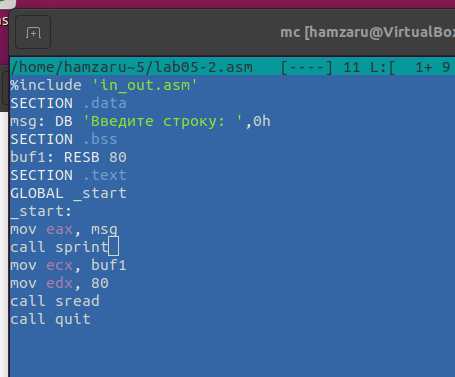 mc [hamzaru@VirtualBox
/home/hamzaru~5/lab05-2.asm [----] 11 L:[ 1+ 9
%include 'in_out.asm'
SECTION .data
msg: DB 'Введите строку: ',0h
SECTION .bss
buf1: RESB 80
SECTION .text
GLOBAL _start
_start:
mov eax, msg
call sprint
mov ecx, buf1
mov edx, 80
call sread
call quit